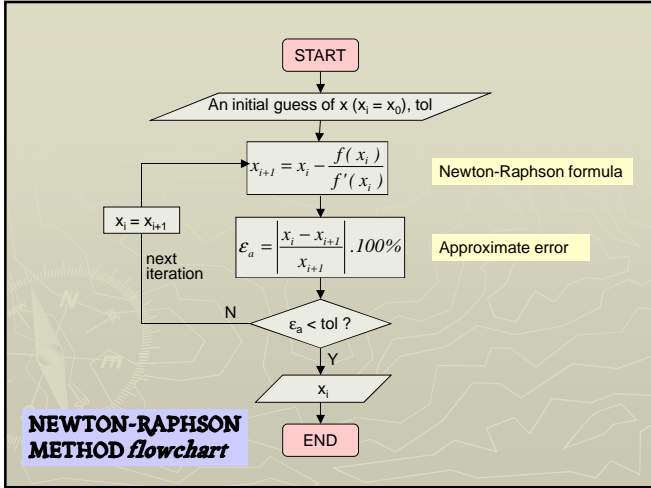 START
An initial guess of x (xᵢ = x₀), tol
xᵢ₊₁ = xᵢ - f( xᵢ ) / f'( xᵢ )
Newton-Raphson formula
xᵢ = xᵢ₊₁
εₐ = | xᵢ - xᵢ₊₁ / xᵢ₊₁ | .100%
Approximate error
next
iteration
N
εₐ < tol ?
Y
xᵢ
NEWTON-RAPHSON
METHOD flowchart
END